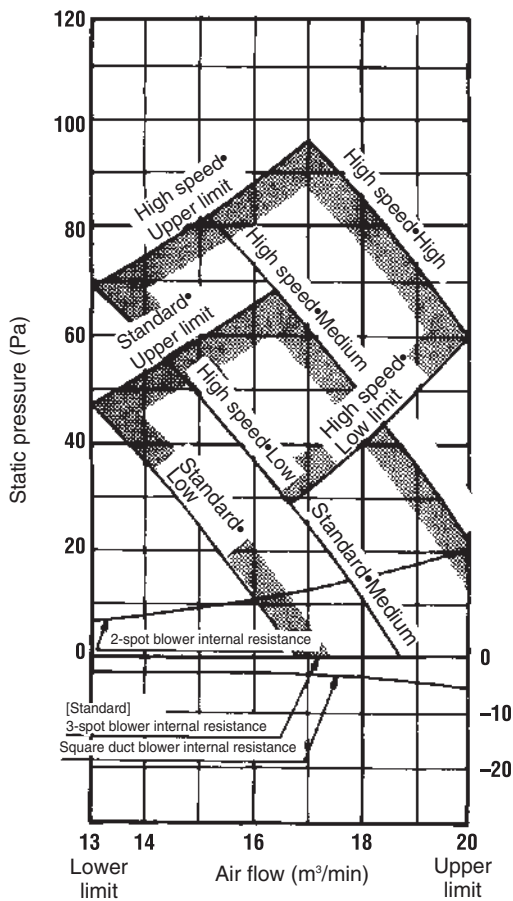 120
100
80
60
40
20
0
Static pressure (Pa)
High speed•
Upper limit
High speed•High
High speed•Medium
Standard•
Upper limit
High speed•
Low limit
High speed•Low
Standard•
Low
Standard•Medium
2-spot blower internal resistance
[Standard]
3-spot blower internal resistance
Square duct blower internal resistance
0
−10
−20
13
14
16
18
20
Lower
limit
Air flow (m³/min)
Upper
limit